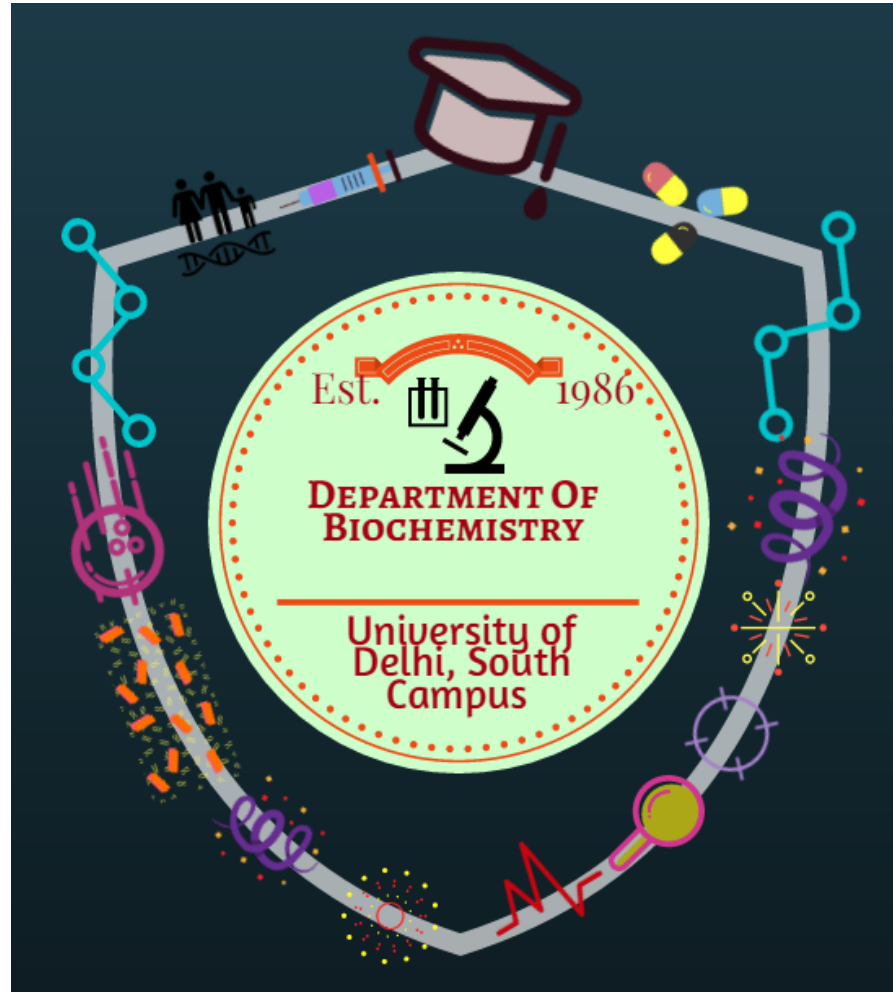 Est. 1986
Department Of
Biochemistry
University of
Delhi, South
Campus